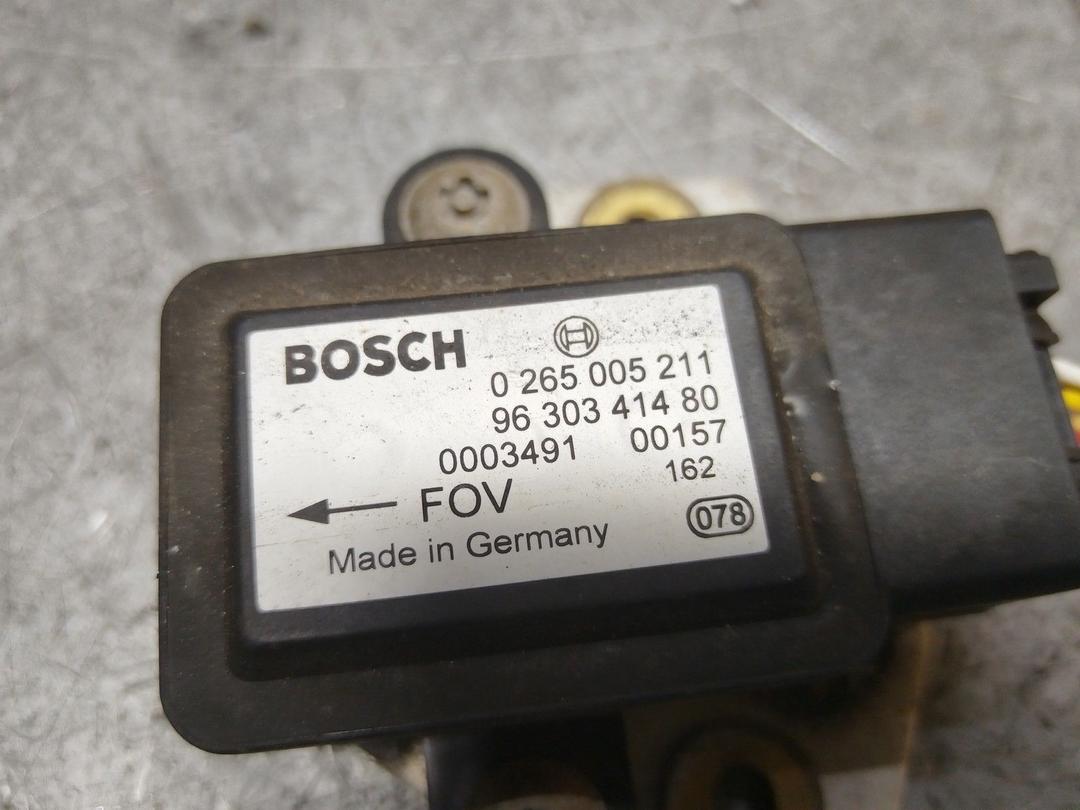 BOSCH
0 265 005 211
96 303 414 80
0003491 00157
162
FOV
078
Made in Germany